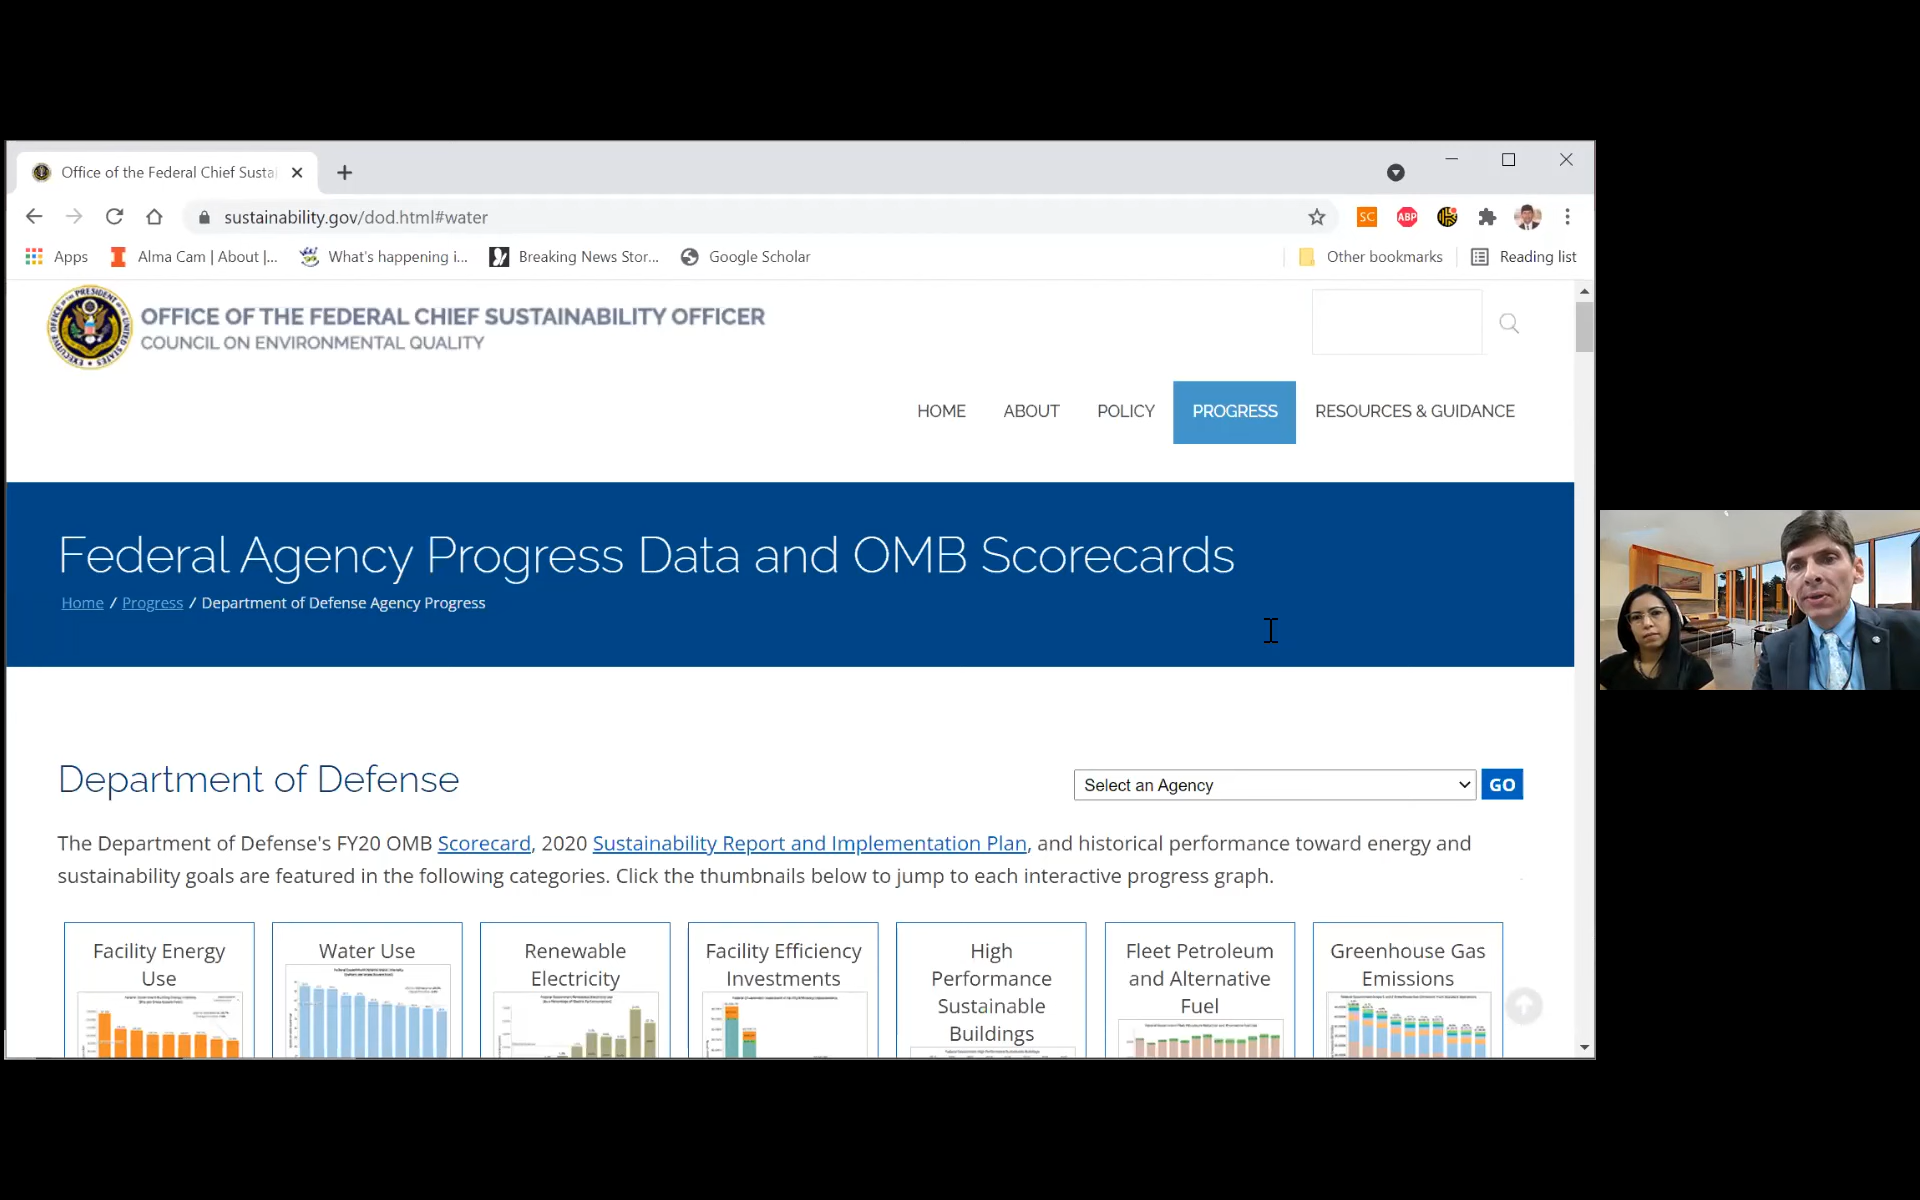 Office of the Federal Chief Susta
sustainability.gov/dod.html#water
SC
ABP
Apps
Alma Cam | About |...
What's happening i...
Breaking News Stor...
Google Scholar
Other bookmarks
Reading list
OFFICE OF THE FEDERAL CHIEF SUSTAINABILITY OFFICER
COUNCIL ON ENVIRONMENTAL QUALITY
HOME
ABOUT
POLICY
PROGRESS
RESOURCES & GUIDANCE
Federal Agency Progress Data and OMB Scorecards
Home / Progress / Department of Defense Agency Progress
Department of Defense
Select an Agency
GO
The Department of Defense's FY20 OMB Scorecard, 2020 Sustainability Report and Implementation Plan, and historical performance toward energy and
sustainability goals are featured in the following categories. Click the thumbnails below to jump to each interactive progress graph.
Facility Energy
Use
Water Use
Renewable
Electricity
Facility Efficiency
Investments
High
Performance
Sustainable
Buildings
Fleet Petroleum
and Alternative
Fuel
Greenhouse Gas
Emissions